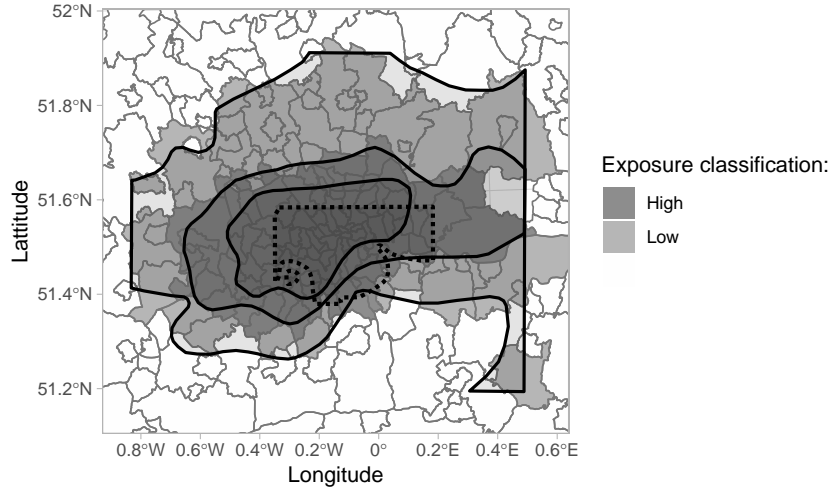 52°N
51.8°N
51.6°N
51.4°N
51.2°N
Lattitude
0.8°W 0.6°W 0.4°W 0.2°W 0° 0.2°E 0.4°E 0.6°E
Longitude
Exposure classification:
High
Low